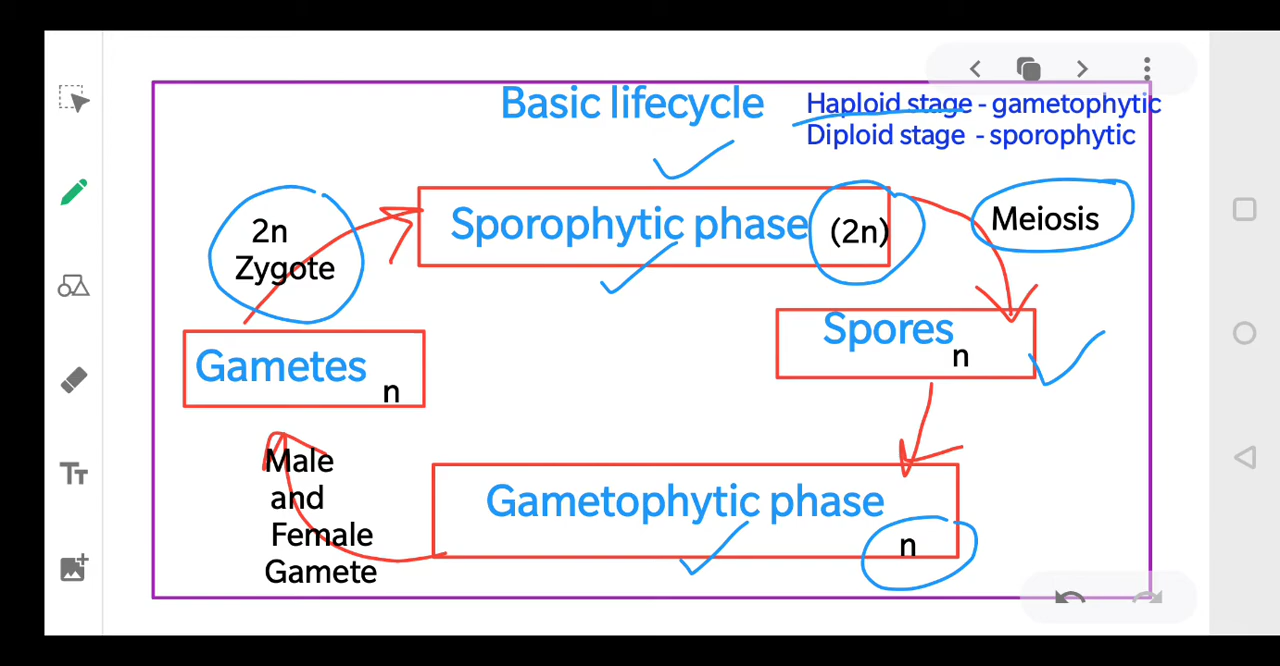 Basic lifecycle
Haploid stage - gametophytic
Diploid stage - sporophytic
2n
Zygote
Sporophytic phase (2n)
Meiosis
Spores
n
Gametes
n
Male
and
Female
Gamete
Gametophytic phase
n
Tт